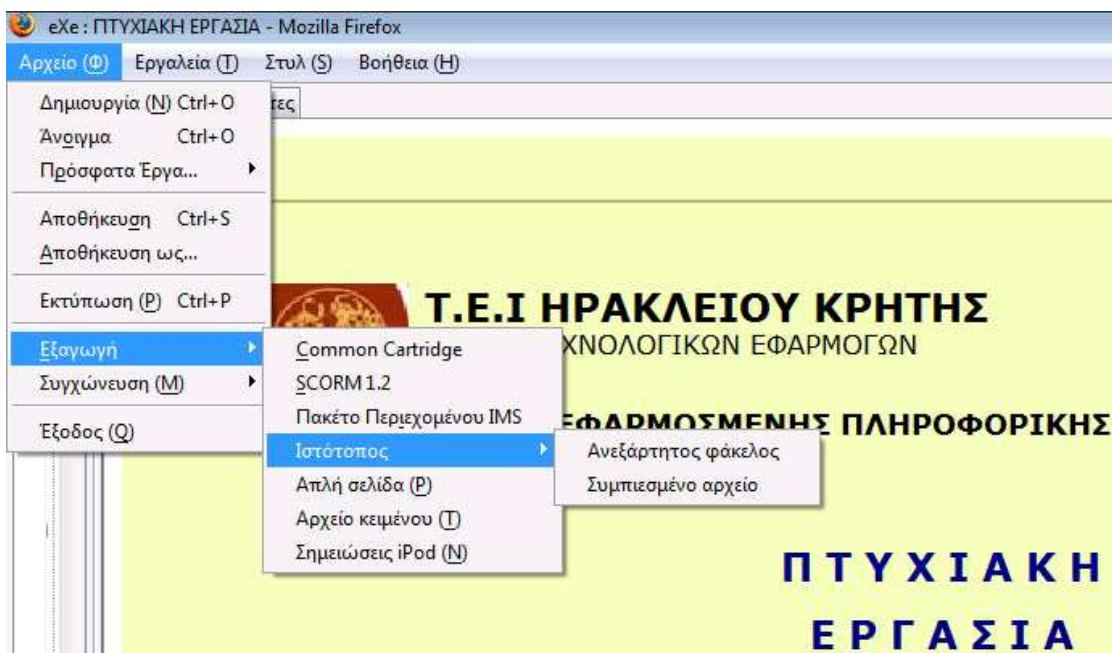 eXe : ΠΤΥΧΙΑΚΗ ΕΡΓΑΣΙΑ - Mozilla Firefox
Αρχείο (Φ) Εργαλεία (T) Στυλ (S) Βοήθεια (H)
Δημιουργία (N) Ctrl+O
τες
Άνοιγμα Ctrl+O
Πρόσφατα Έργα...
Αποθήκευση Ctrl+S
Αποθήκευση ως...
Εκτύπωση (P) Ctrl+P
Εξαγωγή
Συγχώνευση (M)
Έξοδος (Q)
Common Cartridge
SCORM 1.2
Πακέτο Περιεχομένου IMS
Ιστότοπος
Απλή σελίδα (P)
Αρχείο κειμένου (T)
Σημειώσεις iPod (N)
Ανεξάρτητος φάκελος
Συμπιεσμένο αρχείο
Τ.Ε.Ι ΗΡΑΚΛΕΙΟΥ ΚΡΗΤΗΣ
ΧΝΟΛΟΓΙΚΩΝ ΕΦΑΡΜΟΓΩΝ
ΕΦΑΡΜΟΣΜΕΝΗΣ ΠΛΗΡΟΦΟΡΙΚΗΣ
Π Τ Υ Χ Ι Α Κ Η
Ε Ρ Γ Α Σ Ι Α